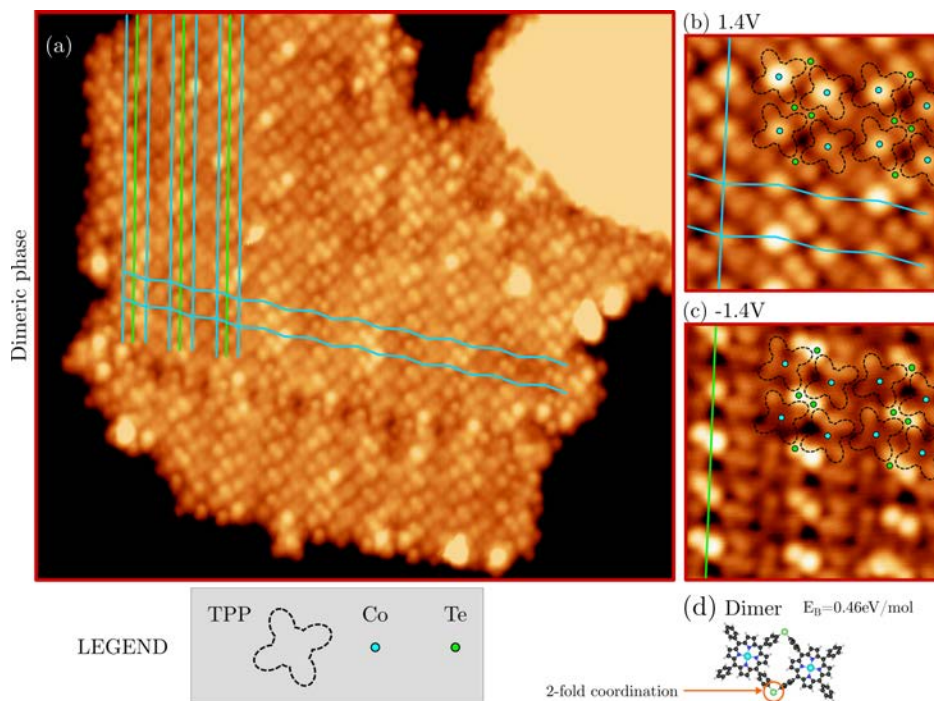 (a)
(b) 1.4V
Dimeric phase
(c) -1.4V
LEGEND
TPP
Co
Te
(d) Dimer
E_B=0.46eV/mol
2-fold coordination